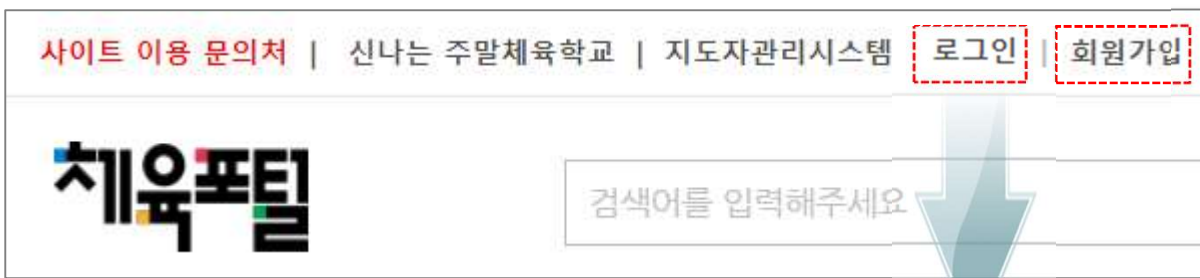 사이트 이용 문의처 | 신나는 주말체육학교 | 지도자관리시스템 로그인 | 회원가입
체육포털
검색어를 입력해주세요